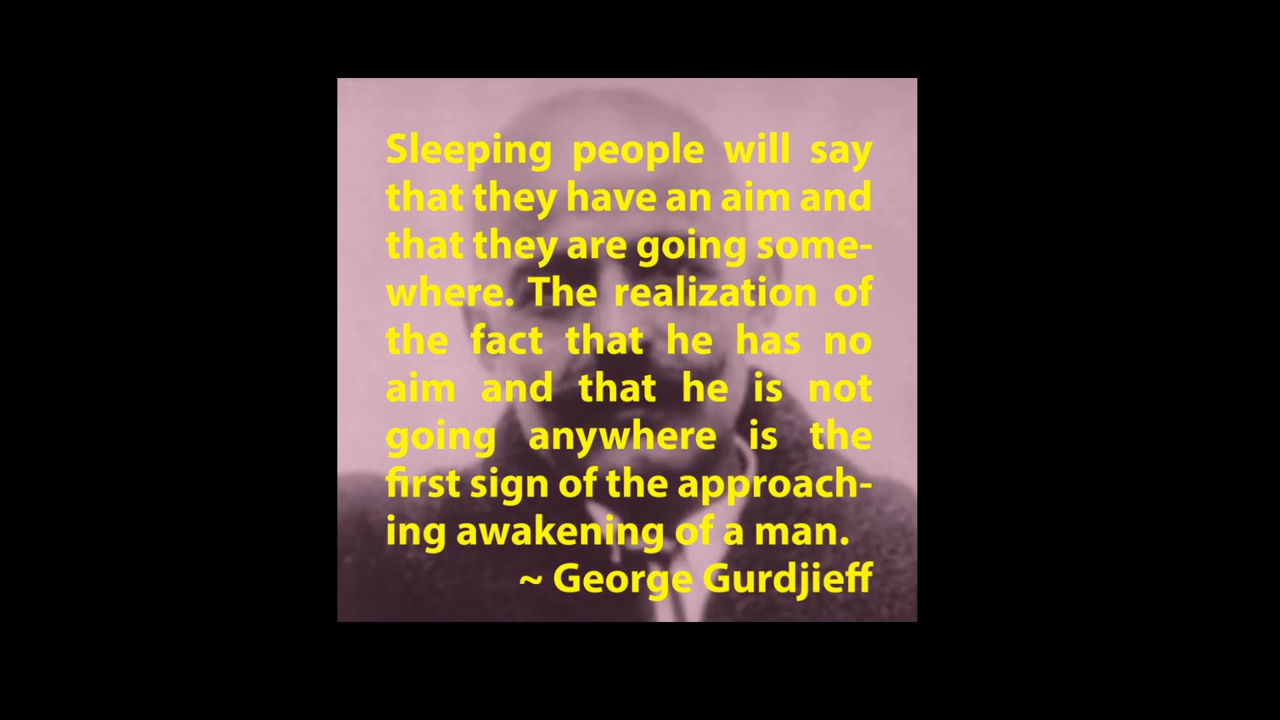 Sleeping people will say
that they have an aim and
that they are going some-
where. The realization of
the fact that he has no
aim and that he is not
going anywhere is the
first sign of the approach-
ing awakening of a man.
~ George Gurdjieff